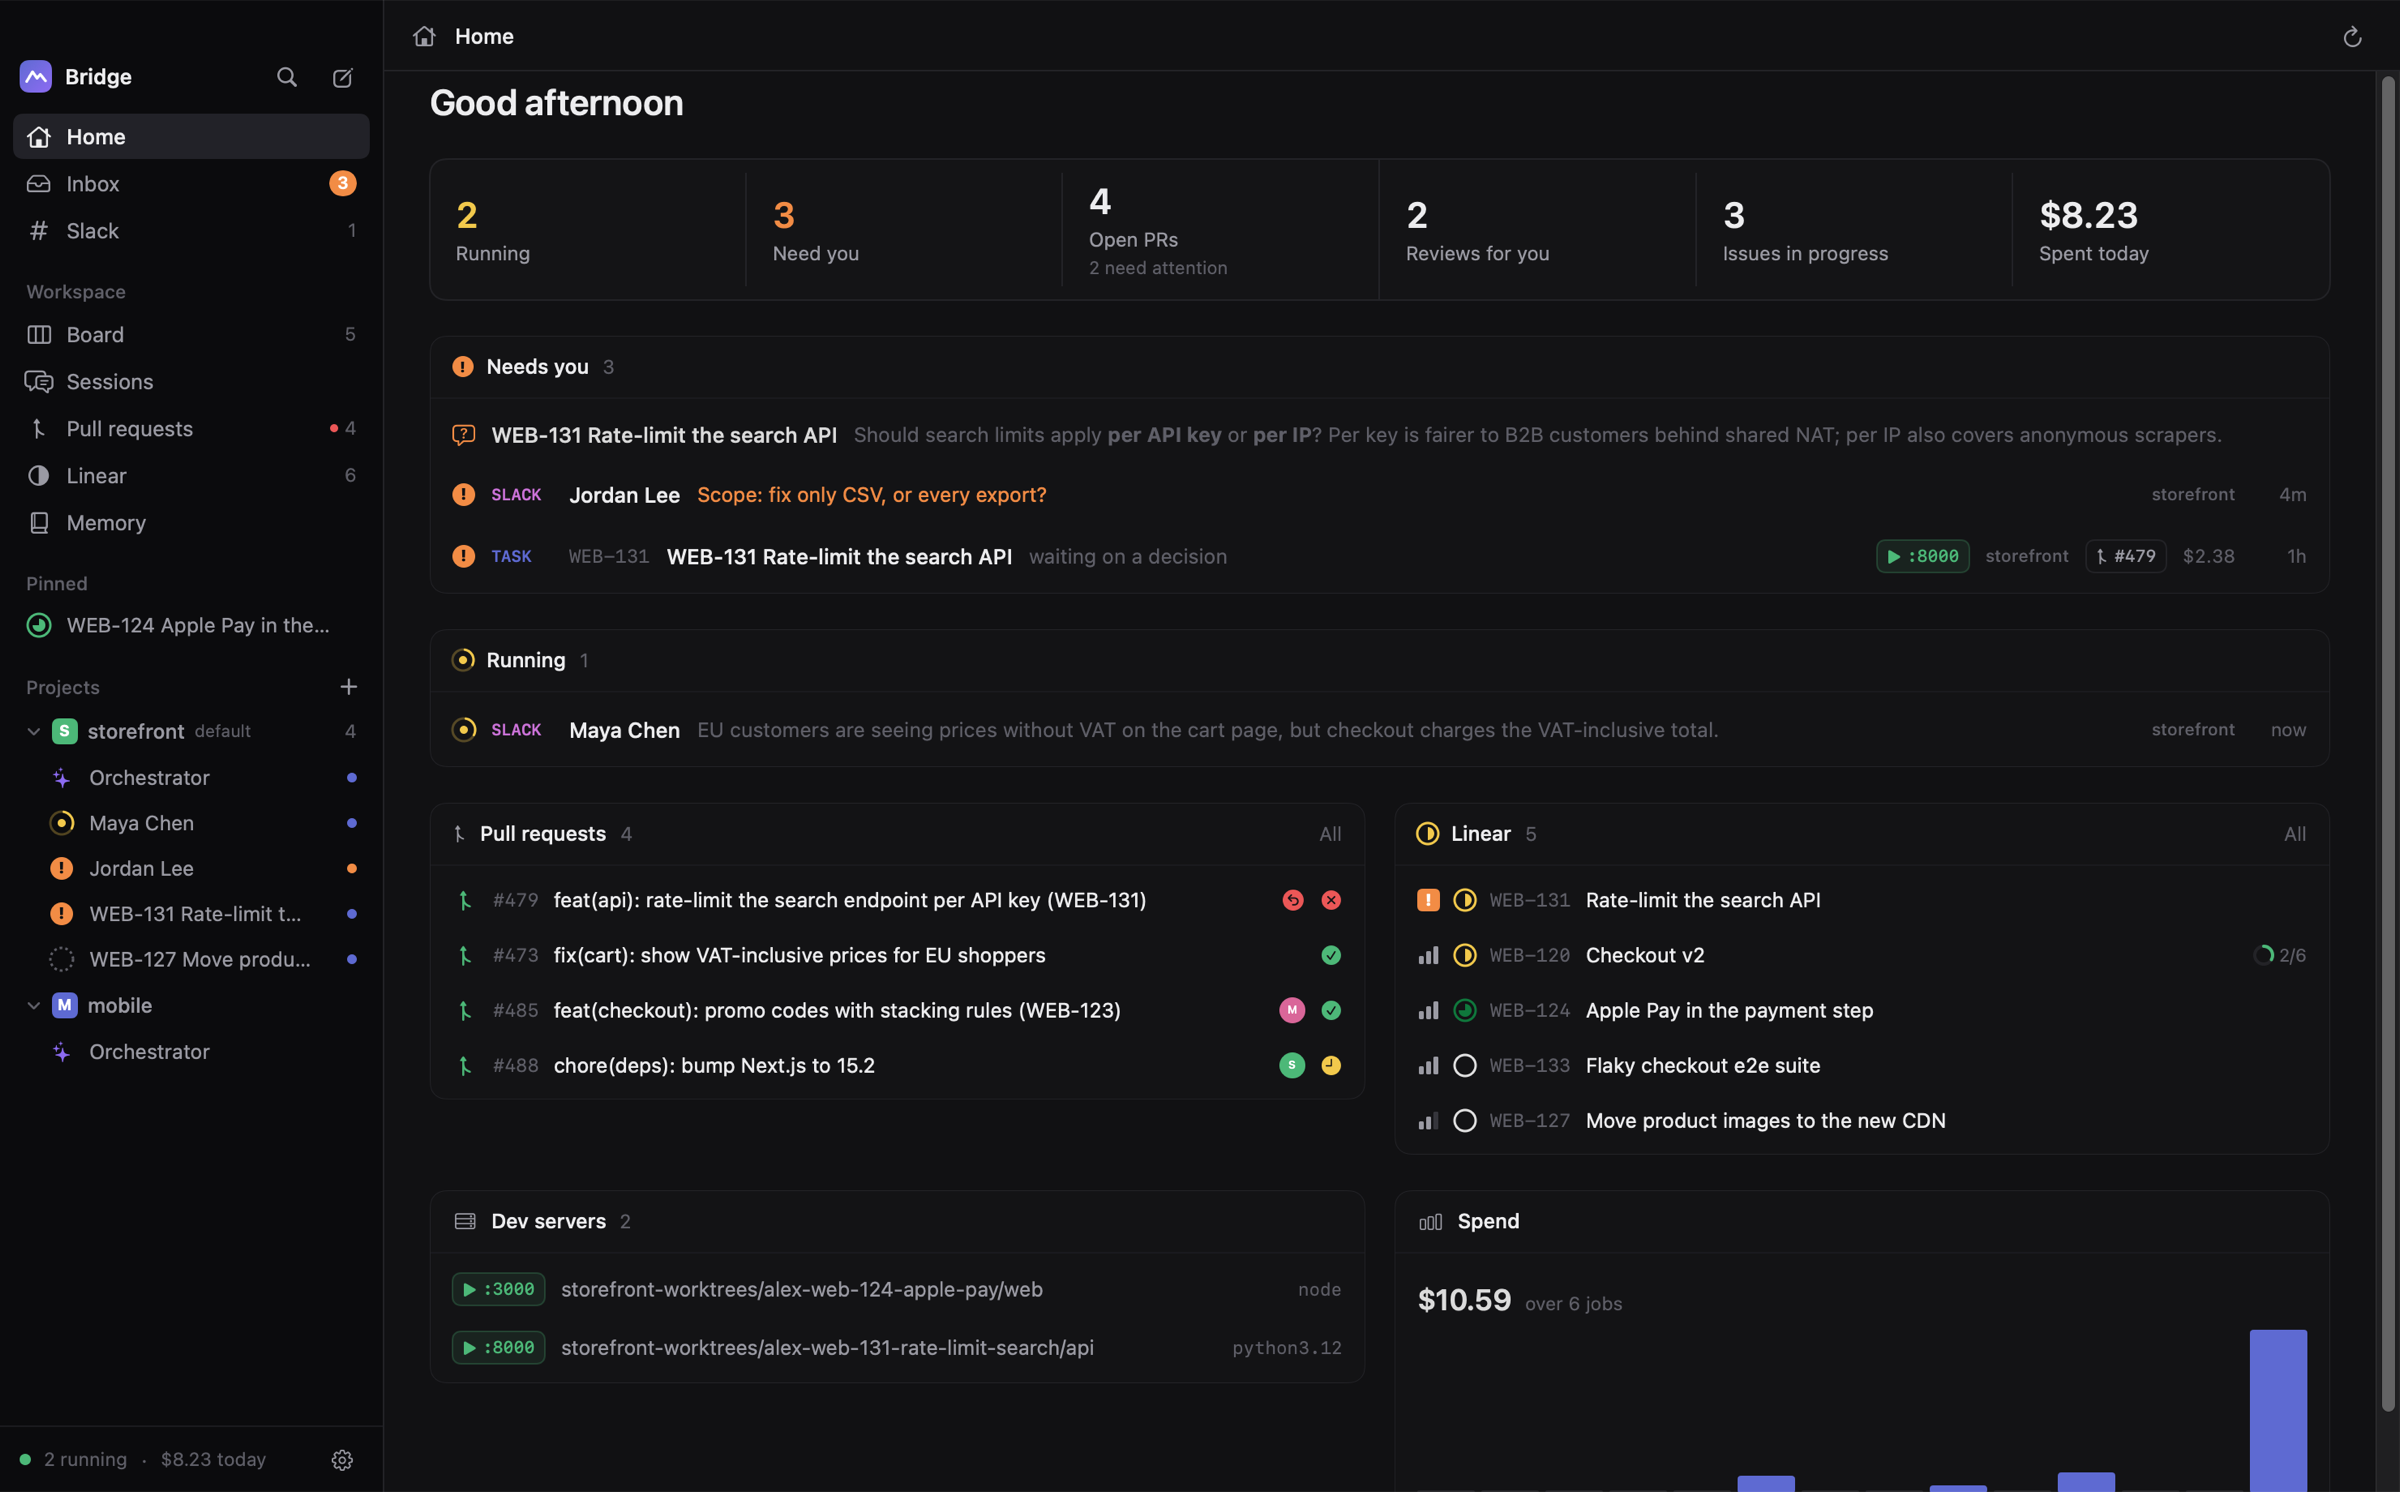 Bridge
Home
Inbox 3
Slack 1
Workspace
Board 5
Sessions
Pull requests 4
Linear 6
Memory
Pinned
WEB-124 Apple Pay in the...
Projects
S storefront default 4
Orchestrator
Maya Chen
Jordan Lee
WEB-131 Rate-limit t...
WEB-127 Move produ...
M mobile
Orchestrator
2 running · $8.23 today
Home
Good afternoon
2
Running
3
Need you
4
Open PRs
2 need attention
2
Reviews for you
3
Issues in progress
$8.23
Spent today
Needs you 3
WEB-131 Rate-limit the search API Should search limits apply per API key or per IP? Per key is fairer to B2B customers behind shared NAT; per IP also covers anonymous scrapers.
SLACK Jordan Lee Scope: fix only CSV, or every export? storefront 4m
TASK WEB-131 WEB-131 Rate-limit the search API waiting on a decision :8000 storefront #479 $2.38 1h
Running 1
SLACK Maya Chen EU customers are seeing prices without VAT on the cart page, but checkout charges the VAT-inclusive total. storefront now
Pull requests 4 All
#479 feat(api): rate-limit the search endpoint per API key (WEB-131)
#473 fix(cart): show VAT-inclusive prices for EU shoppers
#485 feat(checkout): promo codes with stacking rules (WEB-123) M
#488 chore(deps): bump Next.js to 15.2 S
Linear 5 All
WEB-131 Rate-limit the search API
WEB-120 Checkout v2 2/6
WEB-124 Apple Pay in the payment step
WEB-133 Flaky checkout e2e suite
WEB-127 Move product images to the new CDN
Dev servers 2
:3000 storefront-worktrees/alex-web-124-apple-pay/web node
:8000 storefront-worktrees/alex-web-131-rate-limit-search/api python3.12
Spend
$10.59 over 6 jobs